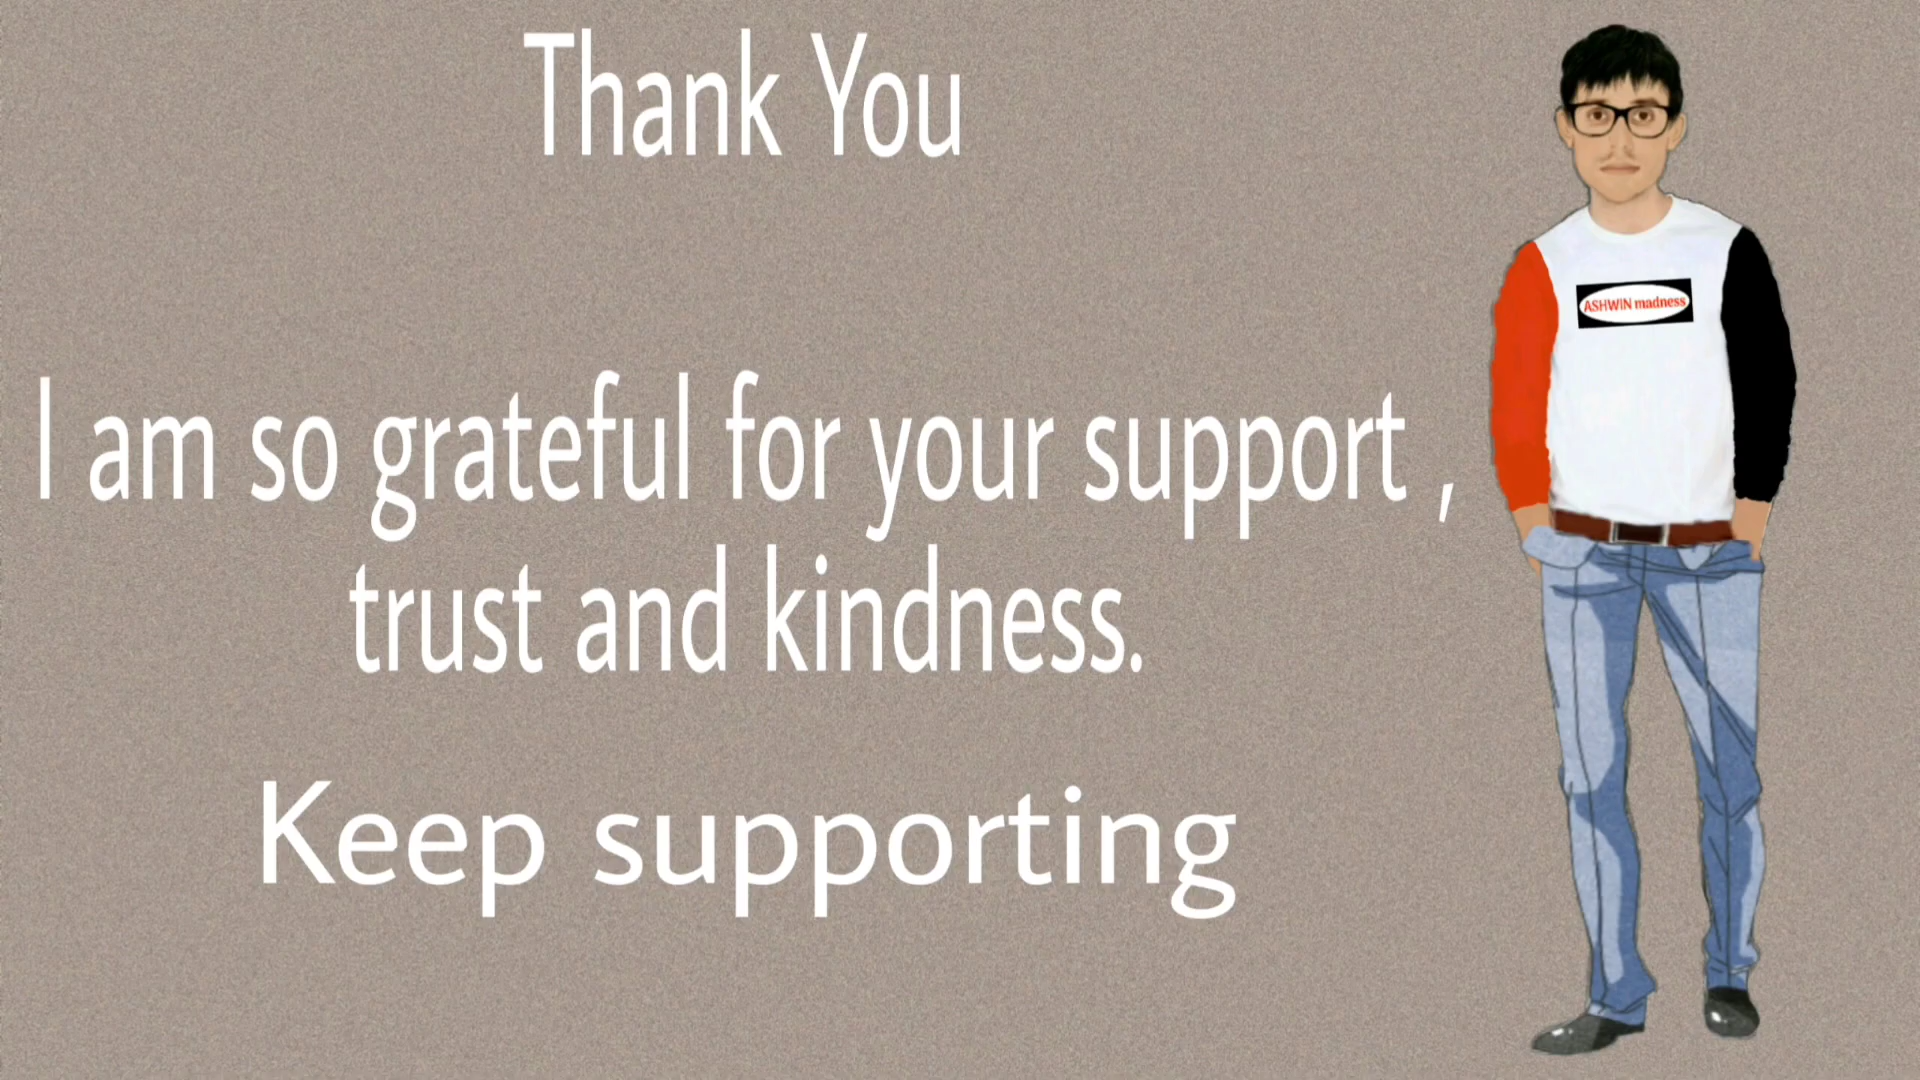 Thank You
I am so grateful for your support ,
trust and kindness.
Keep supporting
ASHWIN madness